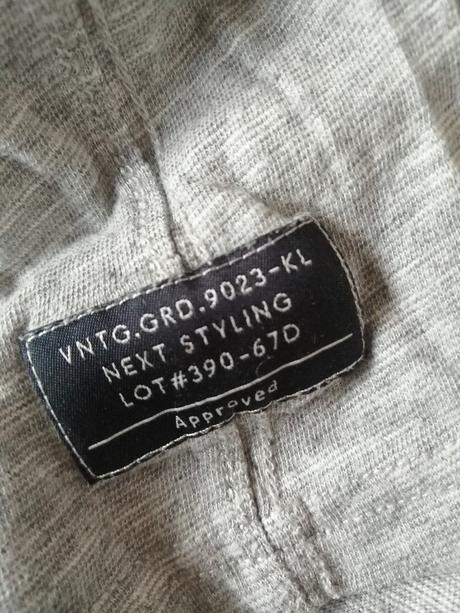 VNTG.GRD.9023-KL
NEXT STYLING
LOT#390-67D
Approved